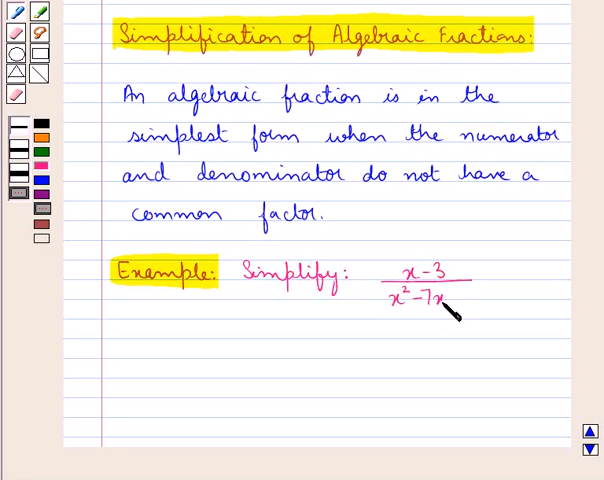 Simplification of Algebraic Fractions:
An algebraic fraction is in the
simplest form when the numerator
and denominator do not have a
common factor.
Example: Simplify: x-3
x²-7x